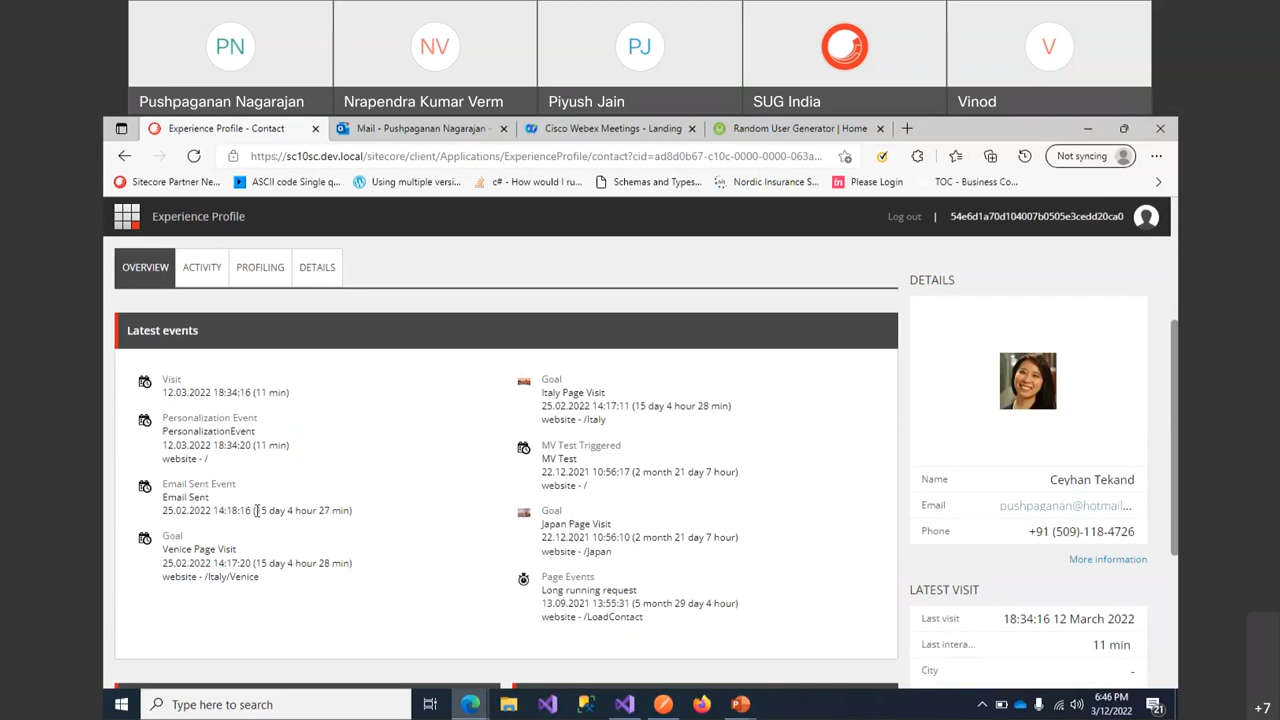 PN
NV
PJ
V
Pushpaganan Nagarajan
Nrapendra Kumar Verm
Piyush Jain
SUG India
Vinod
Experience Profile - Contact
Mail - Pushpaganan Nagarajan -
Cisco Webex Meetings - Landing
Random User Generator | Home
https://sc10sc.dev.local/sitecore/client/Applications/ExperienceProfile/contact?cid=ad8d0b67-c10c-0000-0000-063a...
Not syncing
Sitecore Partner Ne...
ASCII code Single q...
Using multiple versi...
c# - How would I ru...
Schemas and Types...
Nordic Insurance S...
Please Login
TOC - Business Co...
Experience Profile
Log out
54e6d1a70d104007b0505e3cedd20ca0
OVERVIEW
ACTIVITY
PROFILING
DETAILS
Latest events
Visit
12.03.2022 18:34:16 (11 min)
Personalization Event
PersonalizationEvent
12.03.2022 18:34:20 (11 min)
website - /
Email Sent Event
Email Sent
25.02.2022 14:18:16 (15 day 4 hour 27 min)
Goal
Venice Page Visit
25.02.2022 14:17:20 (15 day 4 hour 28 min)
website - /Italy/Venice
Goal
Italy Page Visit
25.02.2022 14:17:11 (15 day 4 hour 28 min)
website - /Italy
MV Test Triggered
MV Test
22.12.2021 10:56:17 (2 month 21 day 7 hour)
website - /
Goal
Japan Page Visit
22.12.2021 10:56:10 (2 month 21 day 7 hour)
website - /Japan
Page Events
Long running request
13.09.2021 13:55:31 (5 month 29 day 4 hour)
website - /LoadContact
DETAILS
Name Ceyhan Tekand
Email pushpaganan@hotmail...
Phone +91 (509)-118-4726
More information
LATEST VISIT
Last visit 18:34:16 12 March 2022
Last intera... 11 min
City -
Type here to search
6:46 PM
3/12/2022
21
+7